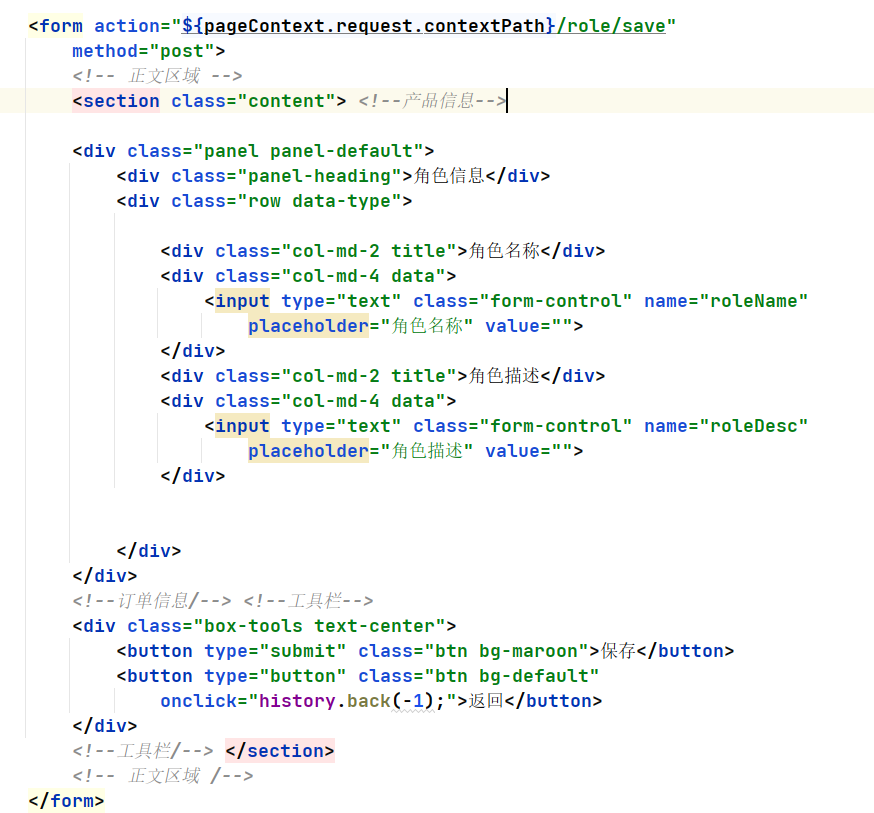 <form action="${pageContext.request.contextPath}/role/save"
method="post">
<!-- 正文区域 -->
<section class="content"> <!--产品信息-->
<div class="panel panel-default">
<div class="panel-heading">角色信息</div>
<div class="row data-type">
<div class="col-md-2 title">角色名称</div>
<div class="col-md-4 data">
<input type="text" class="form-control" name="roleName"
placeholder="角色名称" value="">
</div>
<div class="col-md-2 title">角色描述</div>
<div class="col-md-4 data">
<input type="text" class="form-control" name="roleDesc"
placeholder="角色描述" value="">
</div>
</div>
</div>
<!--订单信息/--> <!--工具栏-->
<div class="box-tools text-center">
<button type="submit" class="btn bg-maroon">保存</button>
<button type="button" class="btn bg-default"
onclick="history.back(-1);">返回</button>
</div>
<!--工具栏/--> </section>
<!-- 正文区域 /-->
</form>